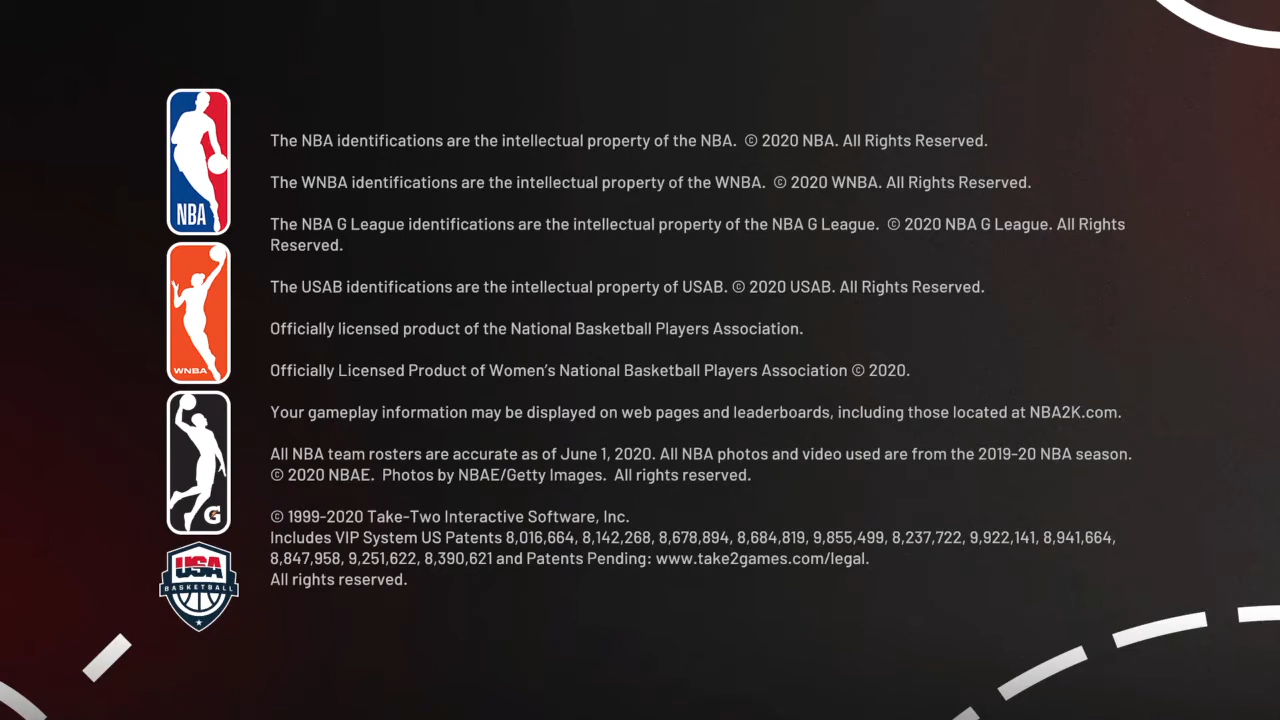 The NBA identifications are the intellectual property of the NBA.  © 2020 NBA. All Rights Reserved.
The WNBA identifications are the intellectual property of the WNBA.  © 2020 WNBA. All Rights Reserved.
NBA
The NBA G League identifications are the intellectual property of the NBA G League.  © 2020 NBA G League. All Rights
Reserved.
The USAB identifications are the intellectual property of USAB. © 2020 USAB. All Rights Reserved.
Officially licensed product of the National Basketball Players Association.
WNBA
Officially Licensed Product of Women’s National Basketball Players Association © 2020.
Your gameplay information may be displayed on web pages and leaderboards, including those located at NBA2K.com.
All NBA team rosters are accurate as of June 1, 2020. All NBA photos and video used are from the 2019-20 NBA season.
© 2020 NBAE.  Photos by NBAE/Getty Images.  All rights reserved.
G
© 1999-2020 Take-Two Interactive Software, Inc.
Includes VIP System US Patents 8,016,664, 8,142,268, 8,678,894, 8,684,819, 9,855,499, 8,237,722, 9,922,141, 8,941,664,
8,847,958, 9,251,622, 8,390,621 and Patents Pending: www.take2games.com/legal.
All rights reserved.
USA
BASKETBALL